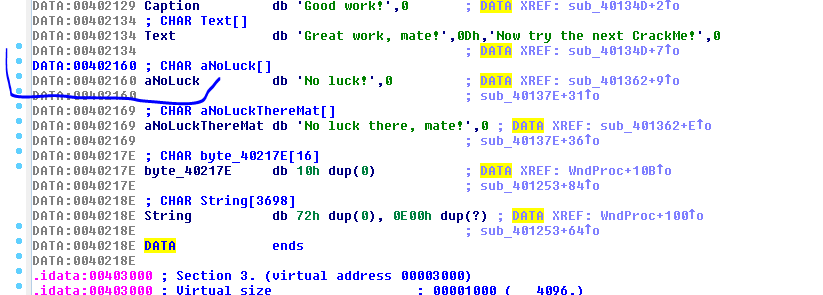 DATA:00402129 Caption db 'Good work!',0 ; DATA XREF: sub_40134D+2↑o
DATA:00402134 ; CHAR Text[]
DATA:00402134 Text db 'Great work, mate!',0Dh,'Now try the next CrackMe!',0
DATA:00402134 ; DATA XREF: sub_40134D+7↑o
DATA:00402160 ; CHAR aNoLuck[]
DATA:00402160 aNoLuck db 'No luck!',0 ; DATA XREF: sub_401362+9↑o
DATA:00402160 ; sub_40137E+31↑o
DATA:00402169 ; CHAR aNoLuckThereMat[]
DATA:00402169 aNoLuckThereMat db 'No luck there, mate!',0 ; DATA XREF: sub_401362+E↑o
DATA:00402169 ; sub_40137E+36↑o
DATA:0040217E ; CHAR byte_40217E[16]
DATA:0040217E byte_40217E db 10h dup(0) ; DATA XREF: WndProc+10B↑o
DATA:0040217E ; sub_401253+84↑o
DATA:0040218E ; CHAR String[3698]
DATA:0040218E String db 72h dup(0), 0E00h dup(?) ; DATA XREF: WndProc+100↑o
DATA:0040218E ; sub_401253+64↑o
DATA:0040218E DATA ends
DATA:0040218E
.idata:00403000 ; Section 3. (virtual address 00003000)
.idata:00403000 ; Virtual size : 00001000 ( 4096.)